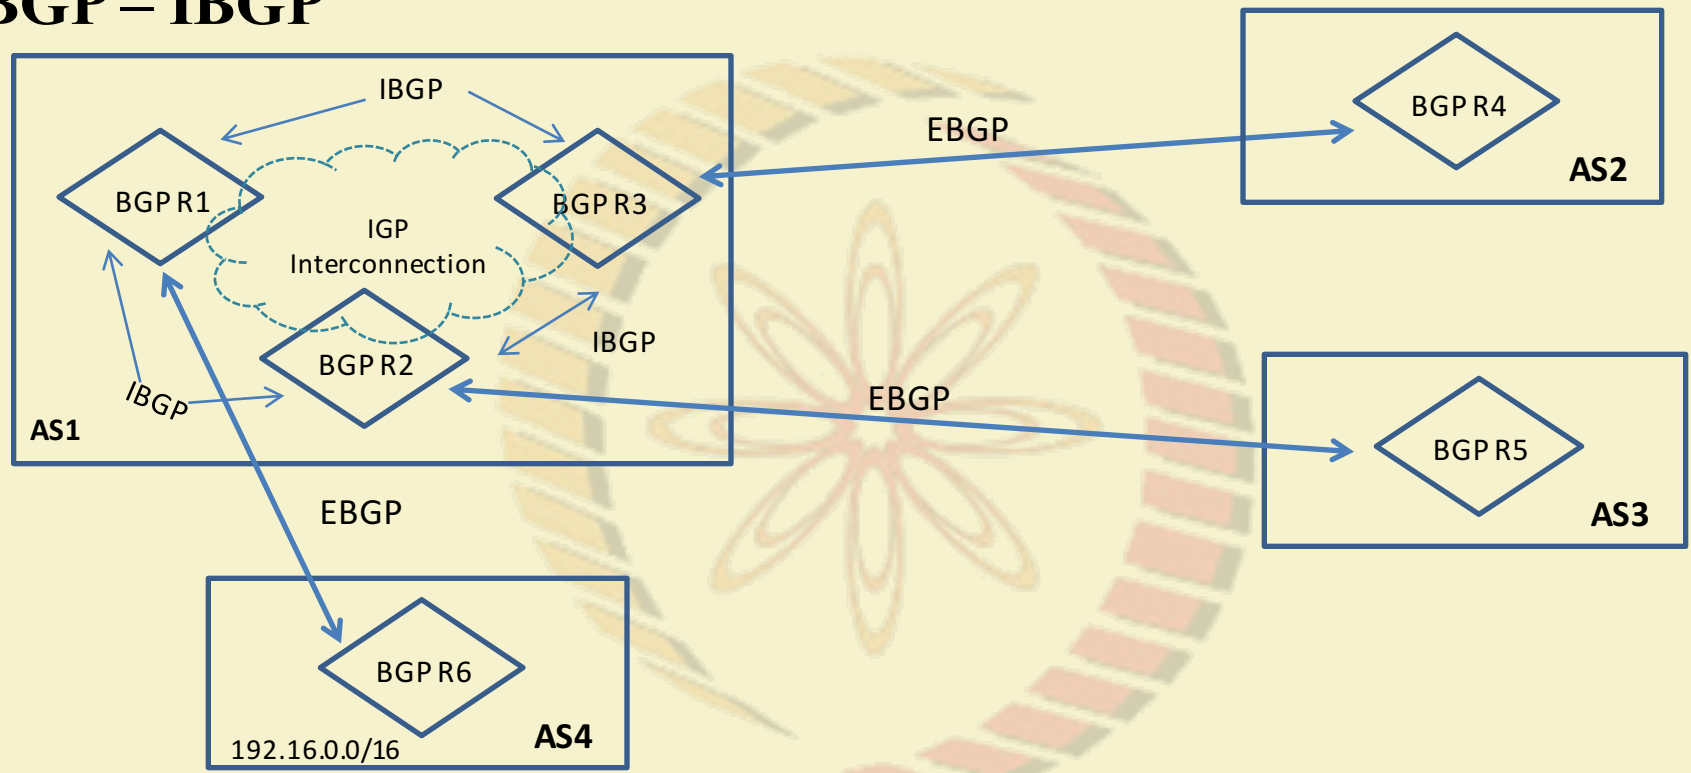 BGP – IBGP
IBGP
EBGP
BGP R4
AS2
BGP R1
BGP R3
IGP
Interconnection
IBGP
BGP R2
IBGP
EBGP
AS1
BGP R5
AS3
EBGP
BGP R6
AS4
192.16.0.0/16